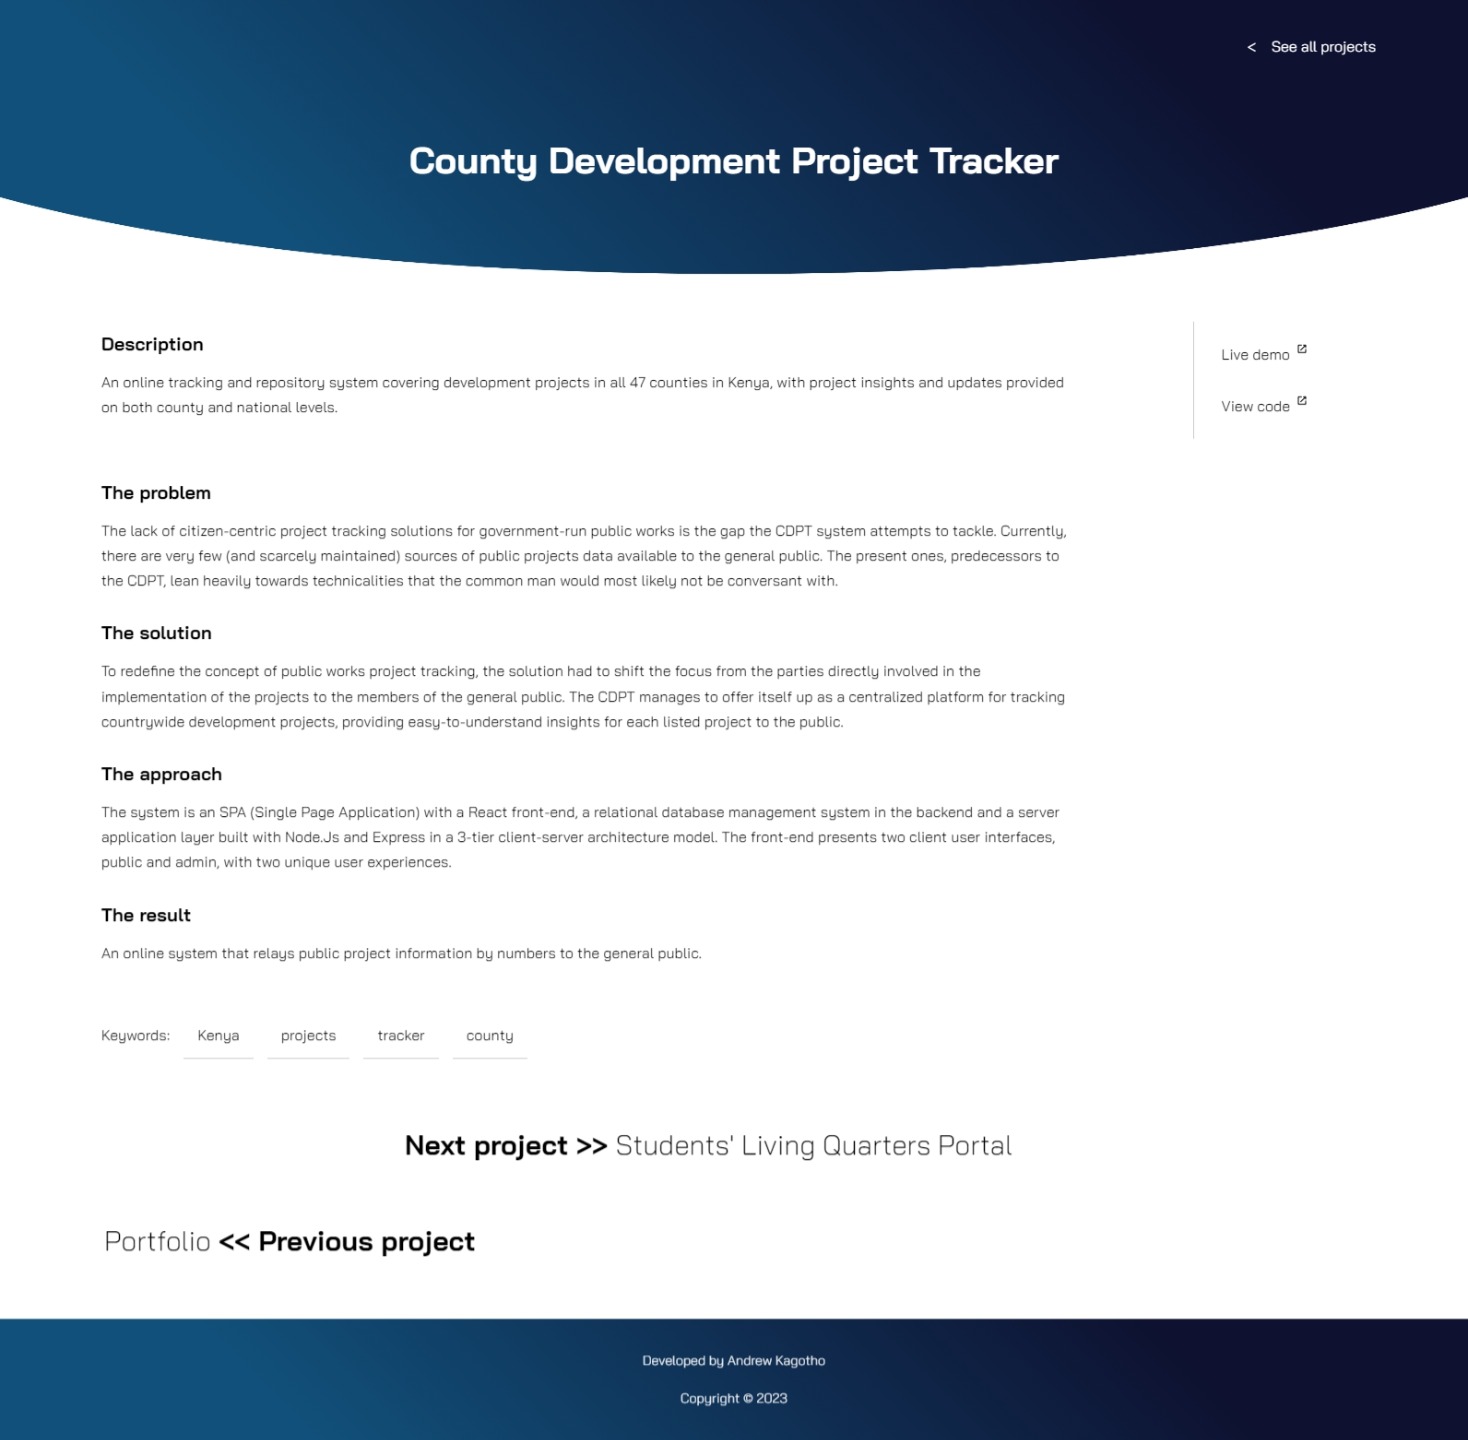 < See all projects
County Development Project Tracker
Description
An online tracking and repository system covering development projects in all 47 counties in Kenya, with project insights and updates provided
on both county and national levels.
Live demo
View code
The problem
The lack of citizen-centric project tracking solutions for government-run public works is the gap the CDPT system attempts to tackle. Currently,
there are very few (and scarcely maintained) sources of public projects data available to the general public. The present ones, predecessors to
the CDPT, lean heavily towards technicalities that the common man would most likely not be conversant with.
The solution
To redefine the concept of public works project tracking, the solution had to shift the focus from the parties directly involved in the
implementation of the projects to the members of the general public. The CDPT manages to offer itself up as a centralized platform for tracking
countrywide development projects, providing easy-to-understand insights for each listed project to the public.
The approach
The system is an SPA (Single Page Application) with a React front-end, a relational database management system in the backend and a server
application layer built with Node.Js and Express in a 3-tier client-server architecture model. The front-end presents two client user interfaces,
public and admin, with two unique user experiences.
The result
An online system that relays public project information by numbers to the general public.
Keywords: Kenya projects tracker county
Next project >> Students' Living Quarters Portal
Portfolio << Previous project
Developed by Andrew Kagotho
Copyright © 2023